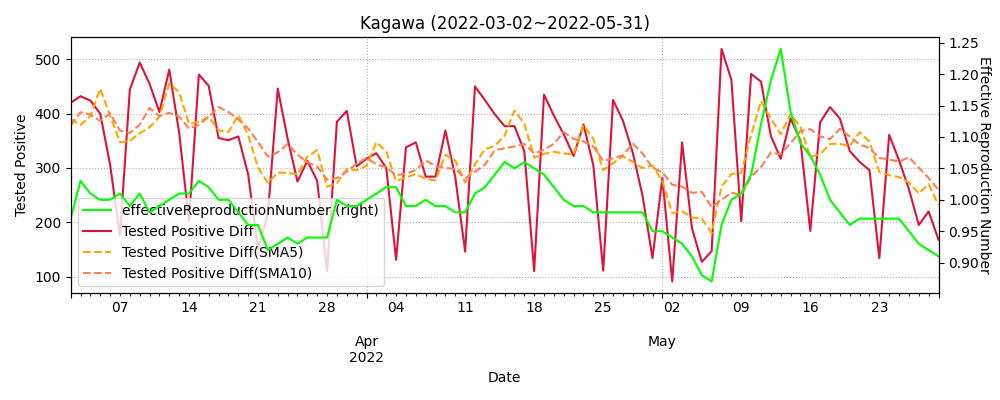 Kagawa (2022-03-02~2022-05-31)
Tested Positive
500
400
300
200
100
1.25
1.20
1.15
1.10
1.05
1.00
0.95
0.90
Effective Reproduction Number
effectiveReproductionNumber (right)
Tested Positive Diff
Tested Positive Diff(SMA5)
Tested Positive Diff(SMA10)
07 14 21 28 04 11 18 25 02 09 16 23
Apr May
2022
Date